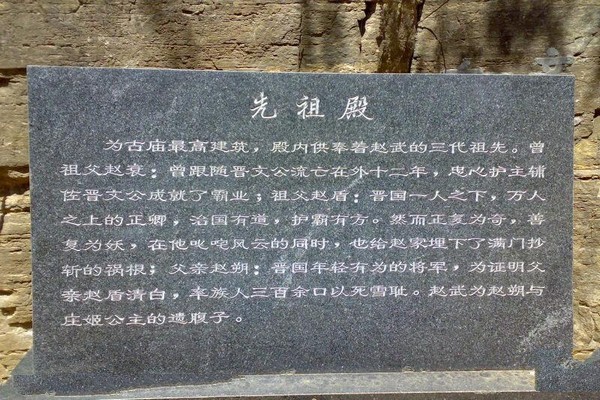 先祖殿
为古庙最高建筑，殿内供奉着赵武的三代祖先。曾
祖父赵衰：曾跟随晋文公流亡在外十二年，忠心护主辅
佐晋文公成就了霸业；祖父赵盾：晋国一人之下，万人
之上的正卿，治国有道，护霸有方。然而正复为奇，善
复为妖，在他叱咤风云的同时，也给赵家埋下了满门抄
斩的祸根；父亲赵朔：晋国年轻有为的将军，为证明父
亲赵盾清白，率族人三百余口以死雪耻。赵武为赵朔与
庄姬公主的遗腹子。